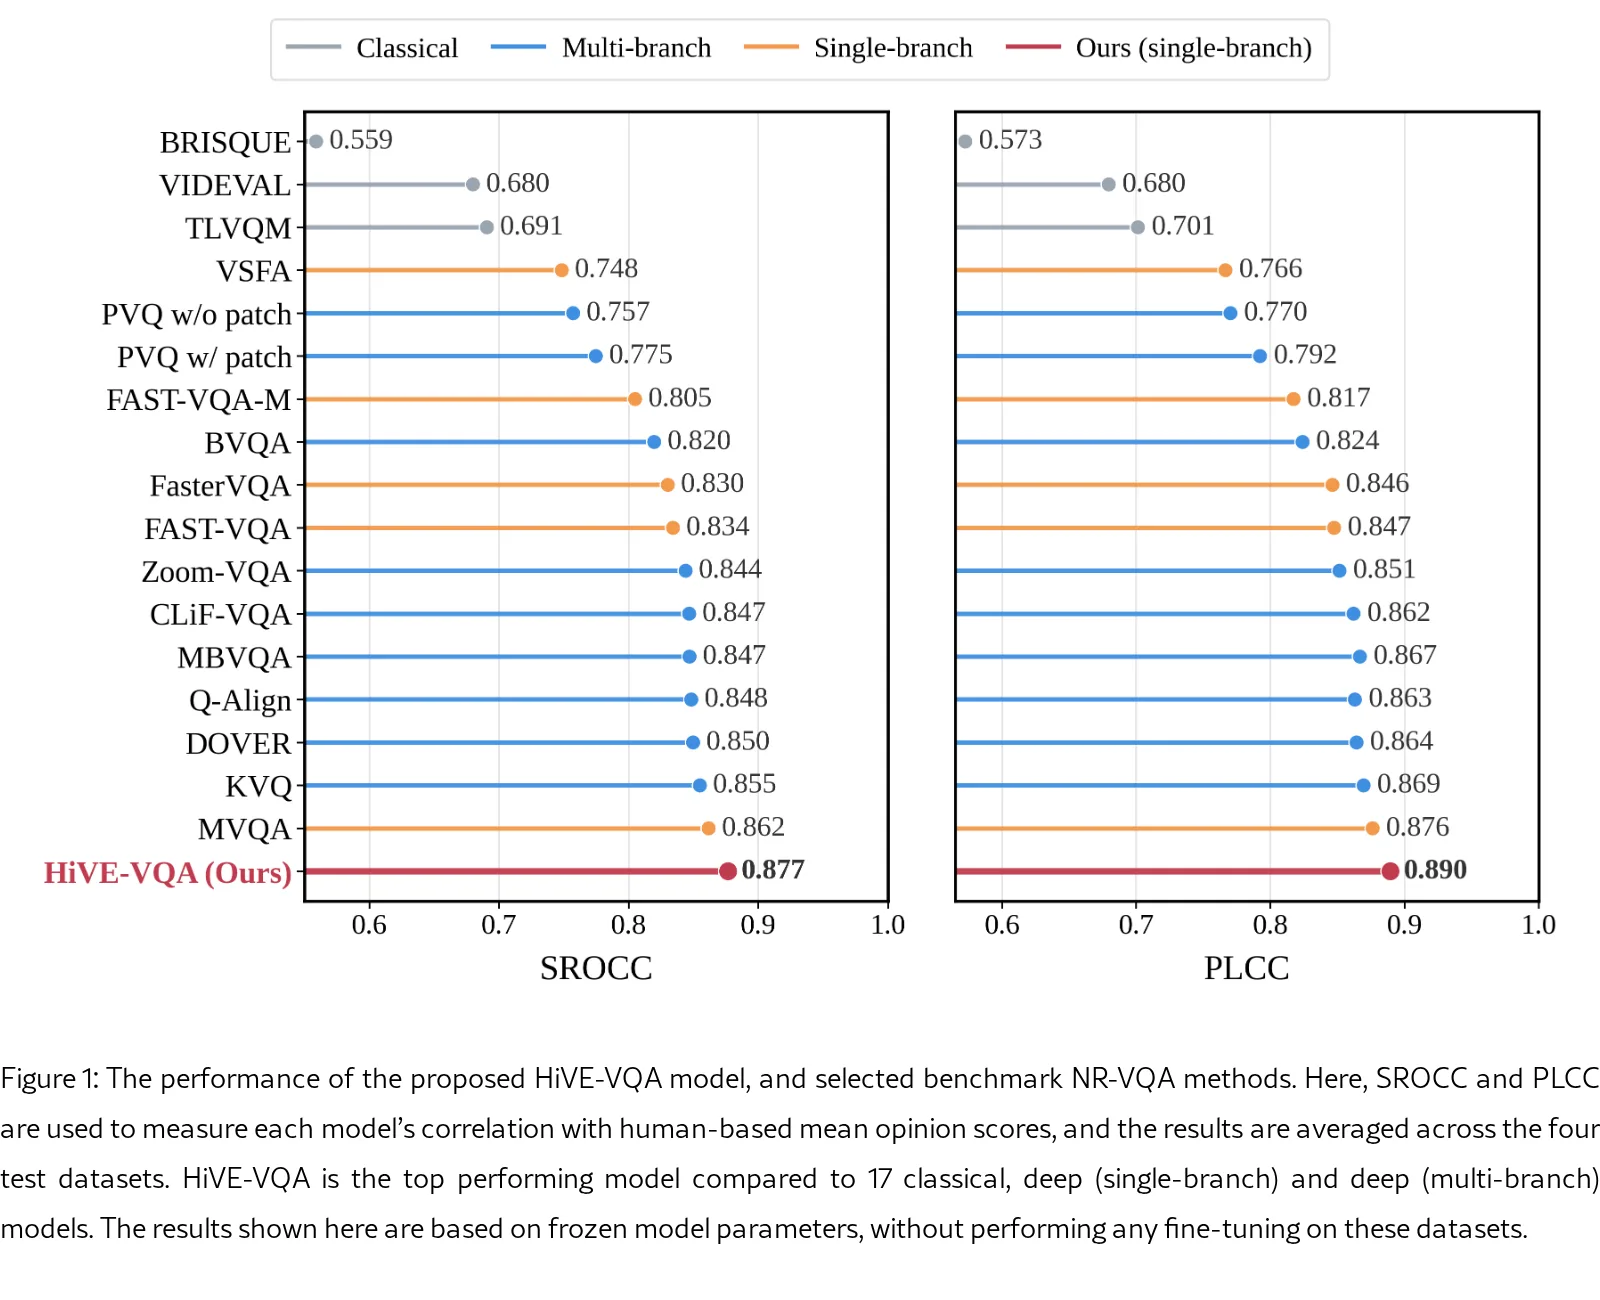 Classical Multi-branch Single-branch Ours (single-branch)
BRISQUE 0.559 0.573
VIDEVAL 0.680 0.680
TLVQM 0.691 0.701
VSFA 0.748 0.766
PVQ w/o patch 0.757 0.770
PVQ w/ patch 0.775 0.792
FAST-VQA-M 0.805 0.817
BVQA 0.820 0.824
FasterVQA 0.830 0.846
FAST-VQA 0.834 0.847
Zoom-VQA 0.844 0.851
CLiF-VQA 0.847 0.862
MBVQA 0.847 0.867
Q-Align 0.848 0.863
DOVER 0.850 0.864
KVQ 0.855 0.869
MVQA 0.862 0.876
HiVE-VQA (Ours) 0.877 0.890
0.6 0.7 0.8 0.9 1.0 0.6 0.7 0.8 0.9 1.0
SROCC PLCC
Figure 1: The performance of the proposed HiVE-VQA model, and selected benchmark NR-VQA methods. Here, SROCC and PLCC
are used to measure each model’s correlation with human-based mean opinion scores, and the results are averaged across the four
test datasets. HiVE-VQA is the top performing model compared to 17 classical, deep (single-branch) and deep (multi-branch)
models. The results shown here are based on frozen model parameters, without performing any fine-tuning on these datasets.